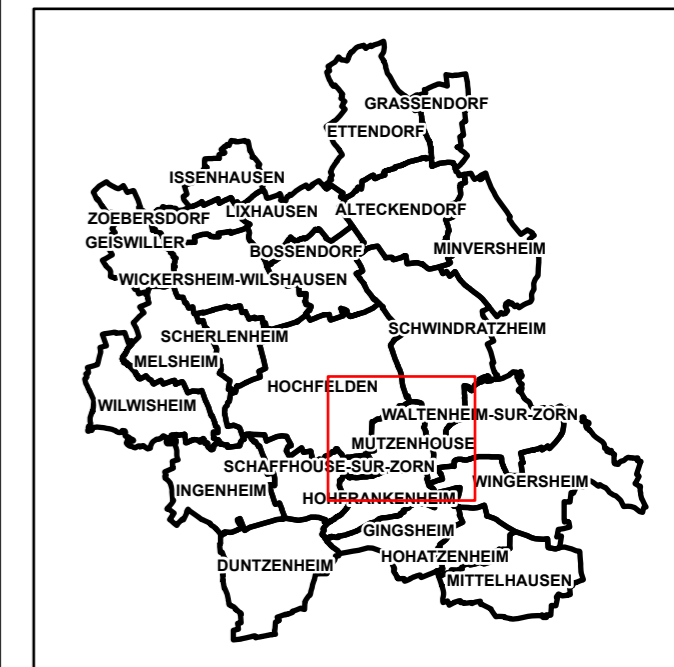 GRASSENDORF
ETTENDORF
ISSENHAUSEN
ZOEBERSDORF
LIXHAUSEN
ALTECKENDORF
GEISWILLER
BOSSENDORF
MINVERSHEIM
WICKERSHEIM-WILSHAUSEN
SCHWINDRATZHEIM
SCHERLENHEIM
MELSHEIM
HOCHFELDEN
WILWISHEIM
WALTENHEIM-SUR-ZORN
MUTZENHOUSE
SCHAFFHOUSE-SUR-ZORN
INGENHEIM
WINGERSHEIM
HOHFRANKENHEIM
GINGSHEIM
HOHATZENHEIM
DUNTZENHEIM
MITTELHAUSEN